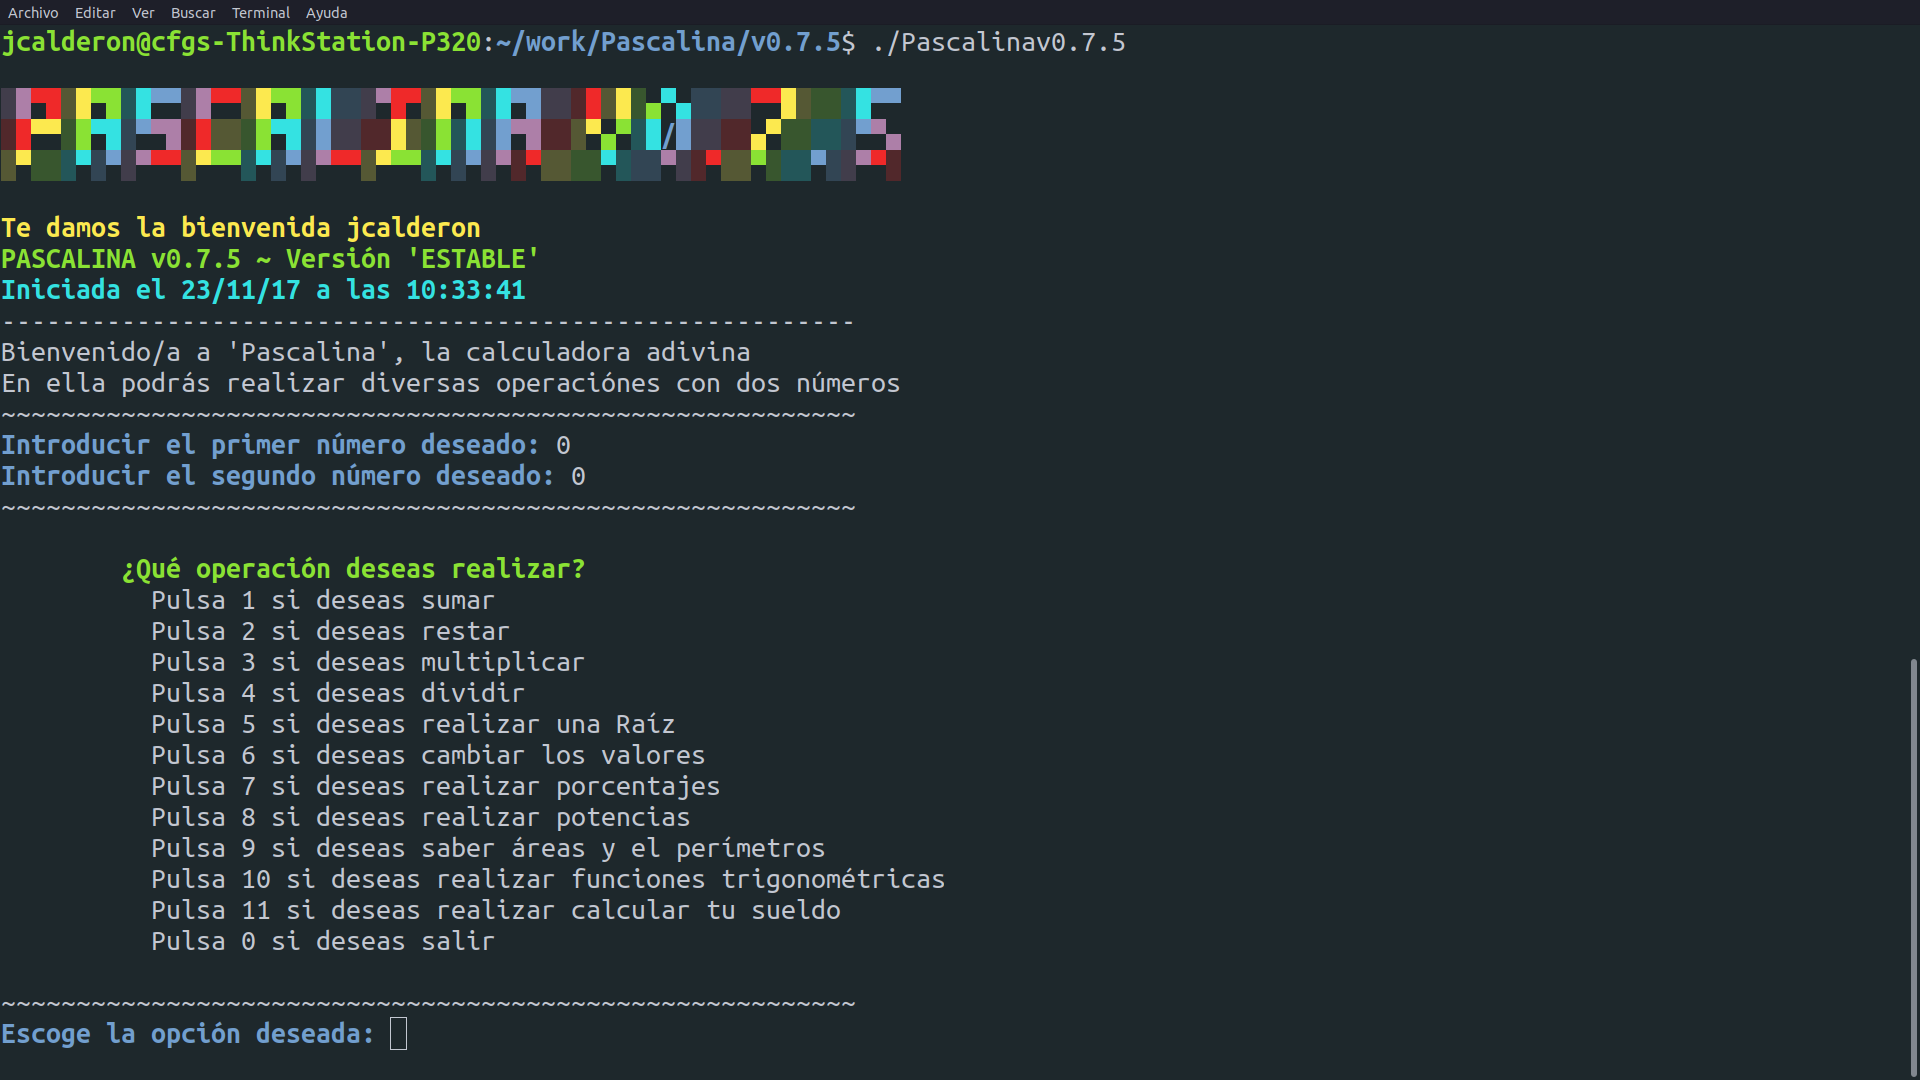 Archivo Editar Ver Buscar Terminal Ayuda
jcalderon@cfgs-ThinkStation-P320:~/work/Pascalina/v0.7.5$ ./Pascalinav0.7.5
PASCALINA V0.7.5
Te damos la bienvenida jcalderon
PASCALINA v0.7.5 ~ Versión 'ESTABLE'
Iniciada el 23/11/17 a las 10:33:41
---------------------------------------------------------
Bienvenido/a a 'Pascalina', la calculadora adivina
En ella podrás realizar diversas operaciónes con dos números
~~~~~~~~~~~~~~~~~~~~~~~~~~~~~~~~~~~~~~~~~~~~~~~~~~~~~~~~~
Introducir el primer número deseado: 0
Introducir el segundo número deseado: 0
~~~~~~~~~~~~~~~~~~~~~~~~~~~~~~~~~~~~~~~~~~~~~~~~~~~~~~~~~
¿Qué operación deseas realizar?
Pulsa 1 si deseas sumar
Pulsa 2 si deseas restar
Pulsa 3 si deseas multiplicar
Pulsa 4 si deseas dividir
Pulsa 5 si deseas realizar una Raíz
Pulsa 6 si deseas cambiar los valores
Pulsa 7 si deseas realizar porcentajes
Pulsa 8 si deseas realizar potencias
Pulsa 9 si deseas saber áreas y el perímetros
Pulsa 10 si deseas realizar funciones trigonométricas
Pulsa 11 si deseas realizar calcular tu sueldo
Pulsa 0 si deseas salir
~~~~~~~~~~~~~~~~~~~~~~~~~~~~~~~~~~~~~~~~~~~~~~~~~~~~~~~~~
Escoge la opción deseada: